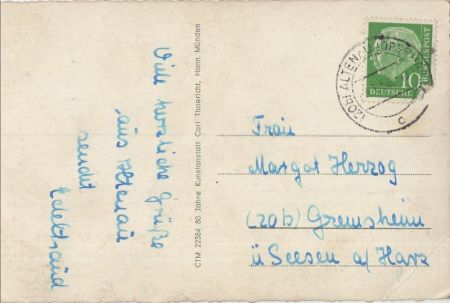 Viele herzliche Grüße
aus Altenau
sendet
Edeltraud
CTM 22384 80 Jahre Kunstanstalt Carl Thoericht, Hann. Münden
(20b) ALTENAU
c
10
DEUTSCHE
BUNDESPOST
Frau
Margot Herzog
(20b) Gremsheim
ü Seesen a/Harz